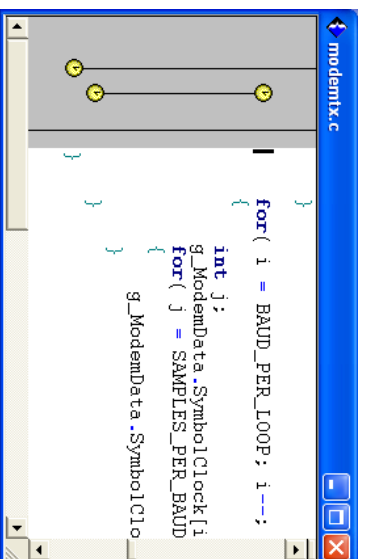 modemtx.c
}
for( i = BAUD_PER_LOOP; i--;
{
int j;
g_ModemData.SymbolClock[i
for( j = SAMPLES_PER_BAUD
{
g_ModemData.SymbolClo
}
}
}